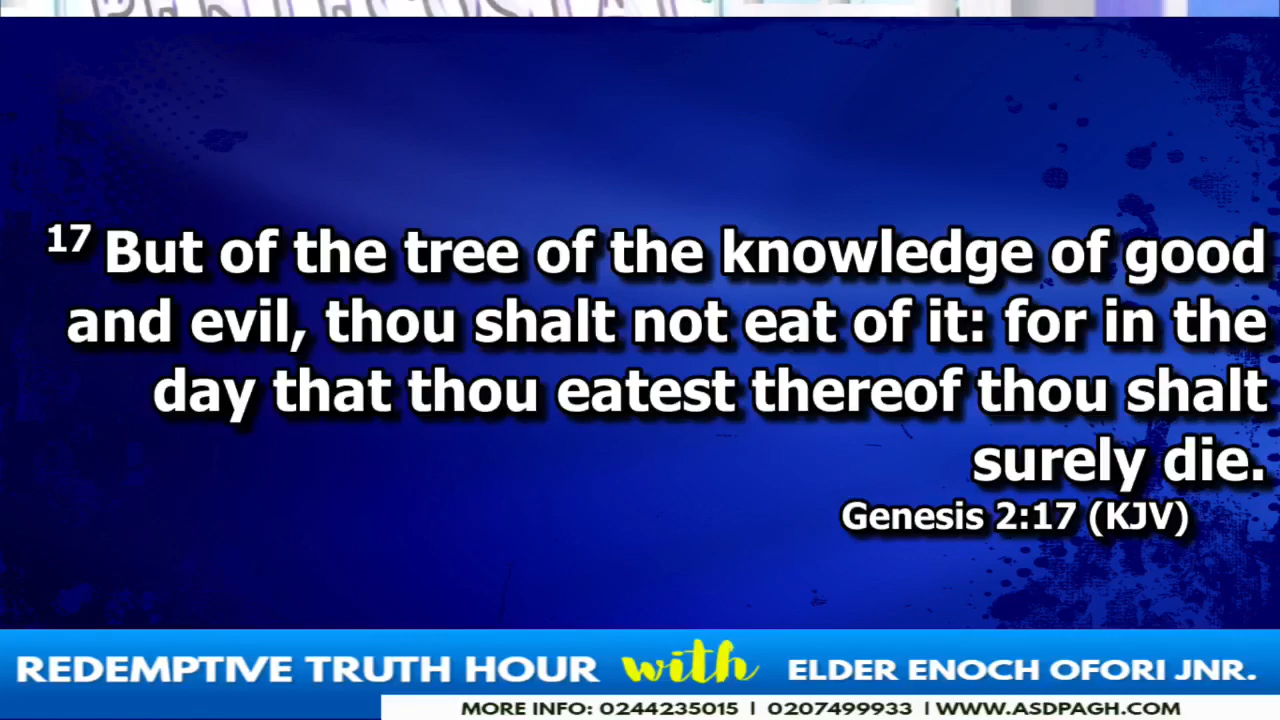 17 But of the tree of the knowledge of good
and evil, thou shalt not eat of it: for in the
day that thou eatest thereof thou shalt
surely die.
Genesis 2:17 (KJV)
REDEMPTIVE TRUTH HOUR with ELDER ENOCH OFORI JNR.
MORE INFO: 0244235015 | 0207499933 | WWW.ASDPAGH.COM